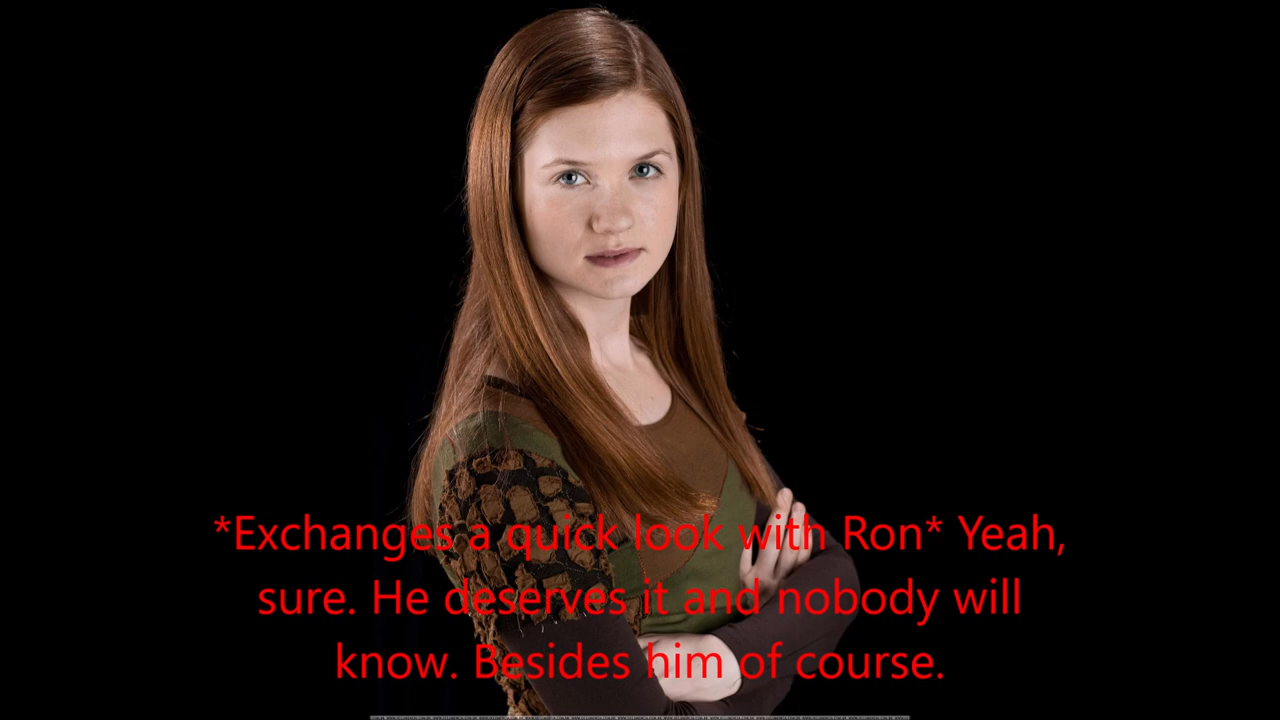 *Exchanges a quick look with Ron* Yeah,
sure. He deserves it and nobody will
know. Besides him of course.